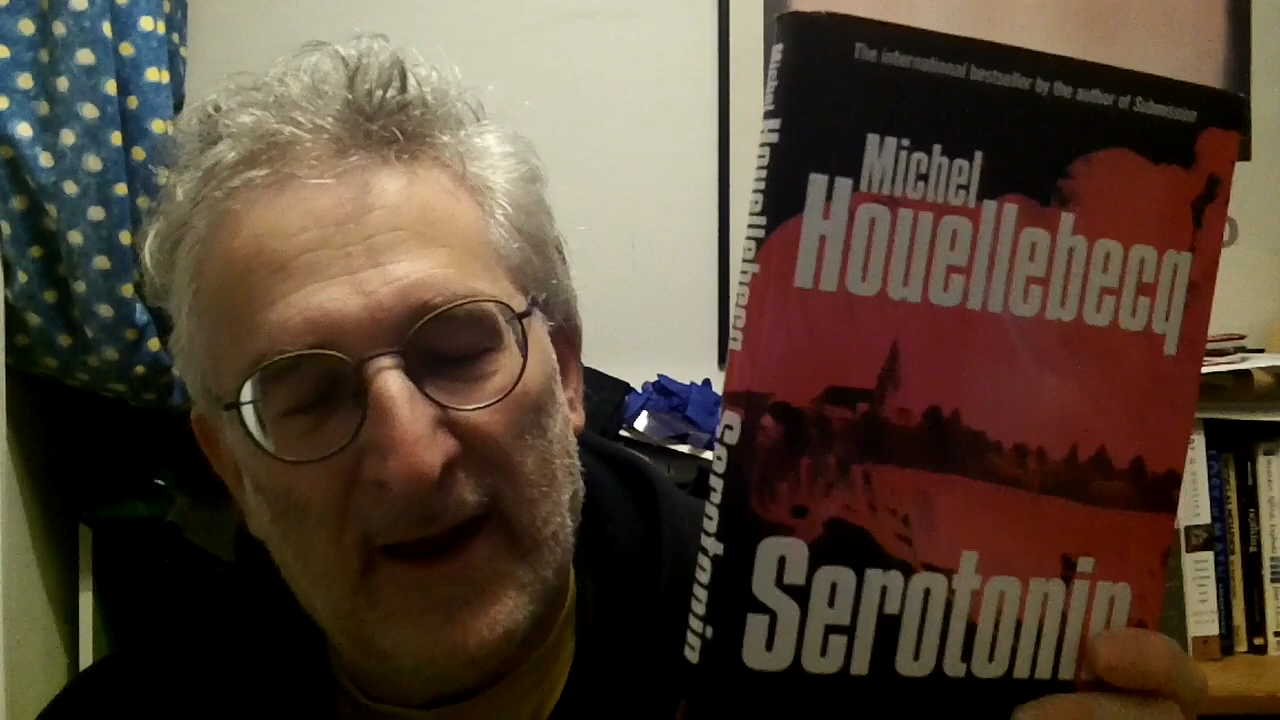 The international bestseller by the author of Submission
Michel
Houellebecq
Serotonin
Michel Houellebecq Serotonin